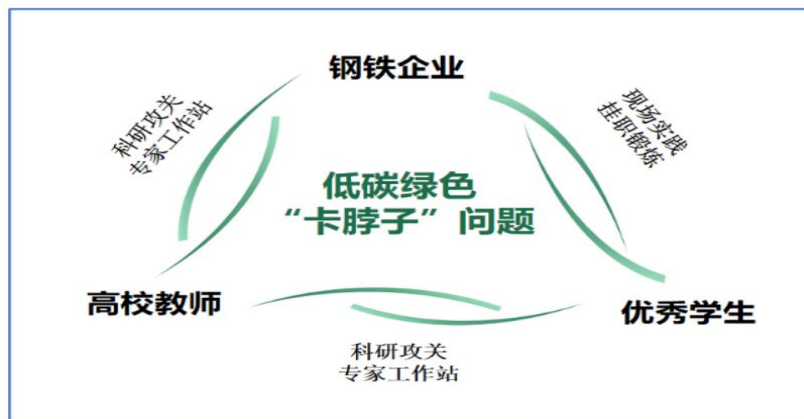 钢铁企业
科研攻关
专家工作站
现场实践
挂职锻炼
低碳绿色
“卡脖子”问题
高校教师
优秀学生
科研攻关
专家工作站